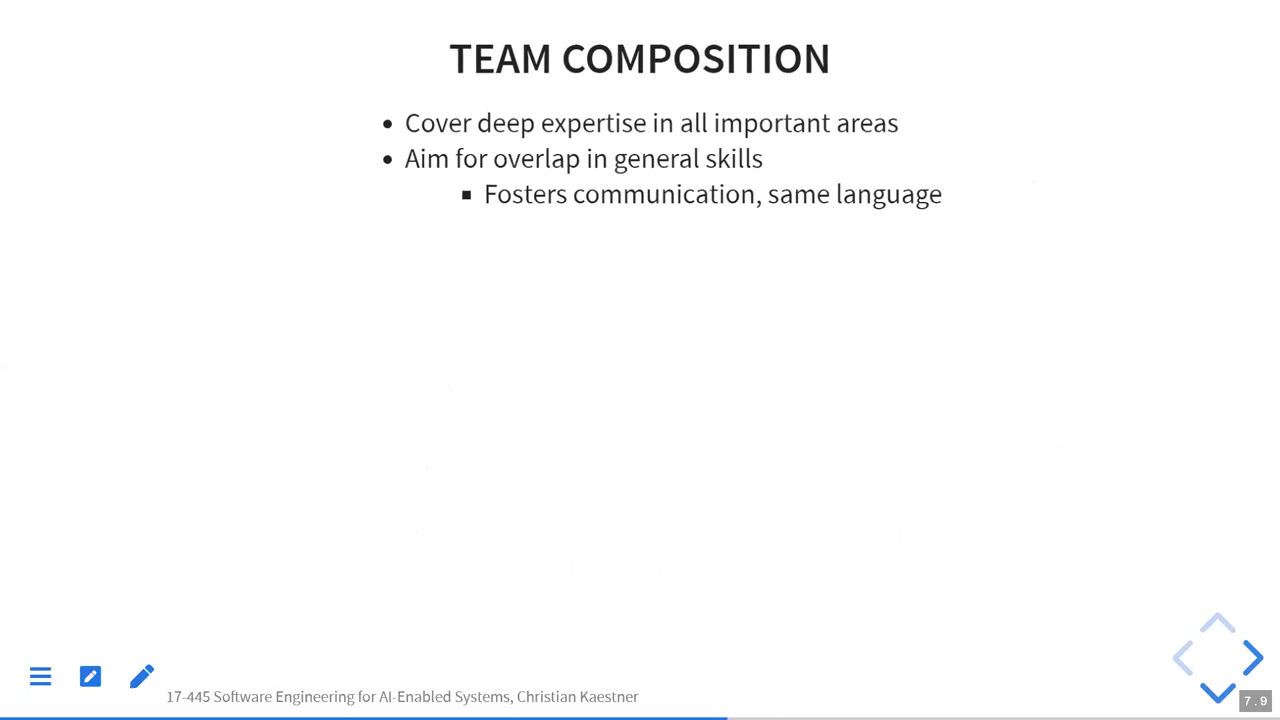 TEAM COMPOSITION
Cover deep expertise in all important areas
Aim for overlap in general skills
Fosters communication, same language
17-445 Software Engineering for AI-Enabled Systems, Christian Kaestner
7.9